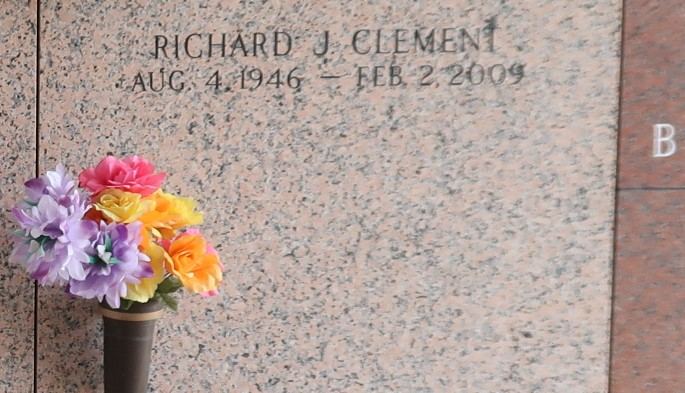 RICHARD J. CLEMENT
AUG. 4, 1946 — FEB. 2, 2009
B